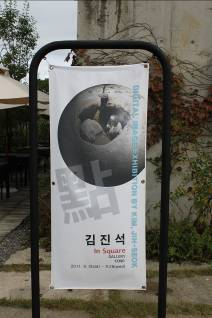 DIGITAL IMAGE EXHIBITION BY KIM, JIN-SEOK
點
김진석
In Square
GALLERY